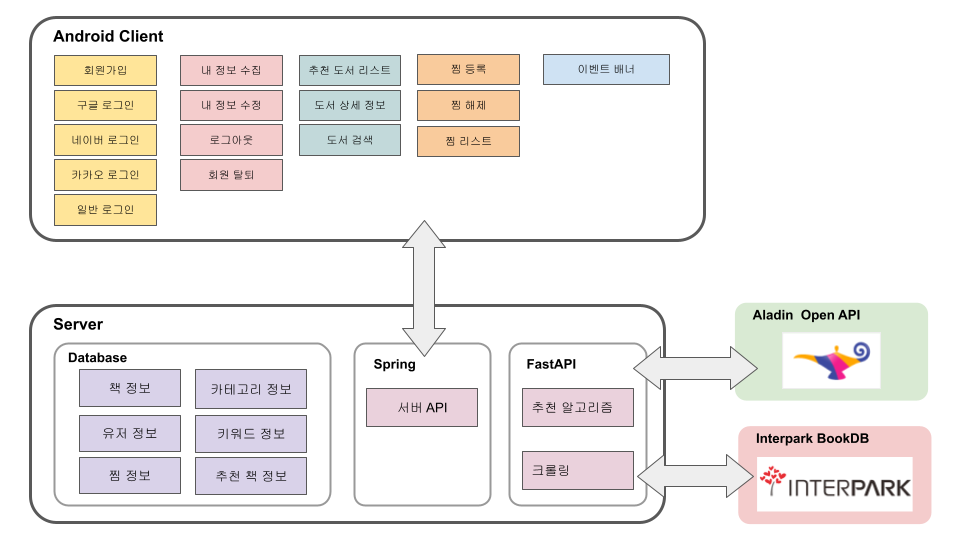 Android Client
회원가입
구글 로그인
네이버 로그인
카카오 로그인
일반 로그인
내 정보 수집
내 정보 수정
로그아웃
회원 탈퇴
추천 도서 리스트
도서 상세 정보
도서 검색
찜 등록
찜 해제
찜 리스트
이벤트 배너
Server
Database
책 정보
카테고리 정보
유저 정보
키워드 정보
찜 정보
추천 책 정보
Spring
서버 API
FastAPI
추천 알고리즘
크롤링
Aladin Open API
Interpark BookDB
INTERPARK